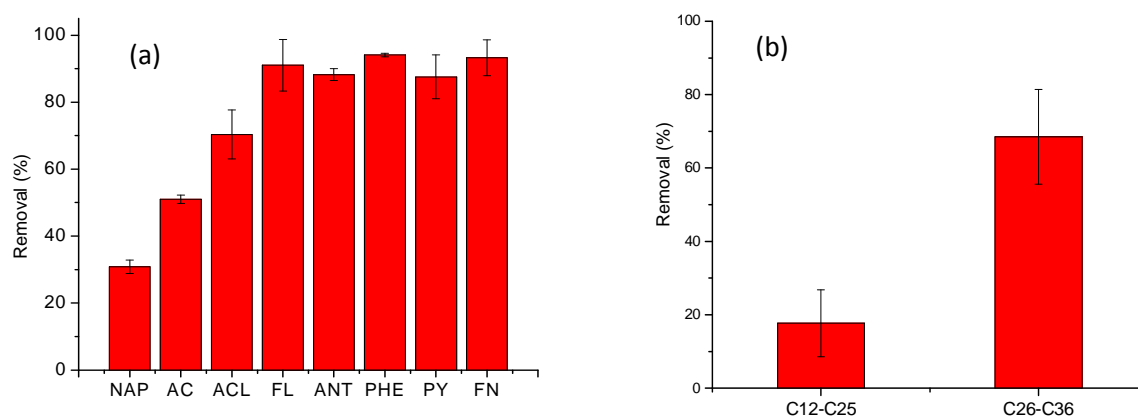 (a)
Removal (%)
100
80
60
40
20
0
NAP AC ACL FL ANT PHE PY FN
(b)
Removal (%)
100
80
60
40
20
0
C12-C25 C26-C36